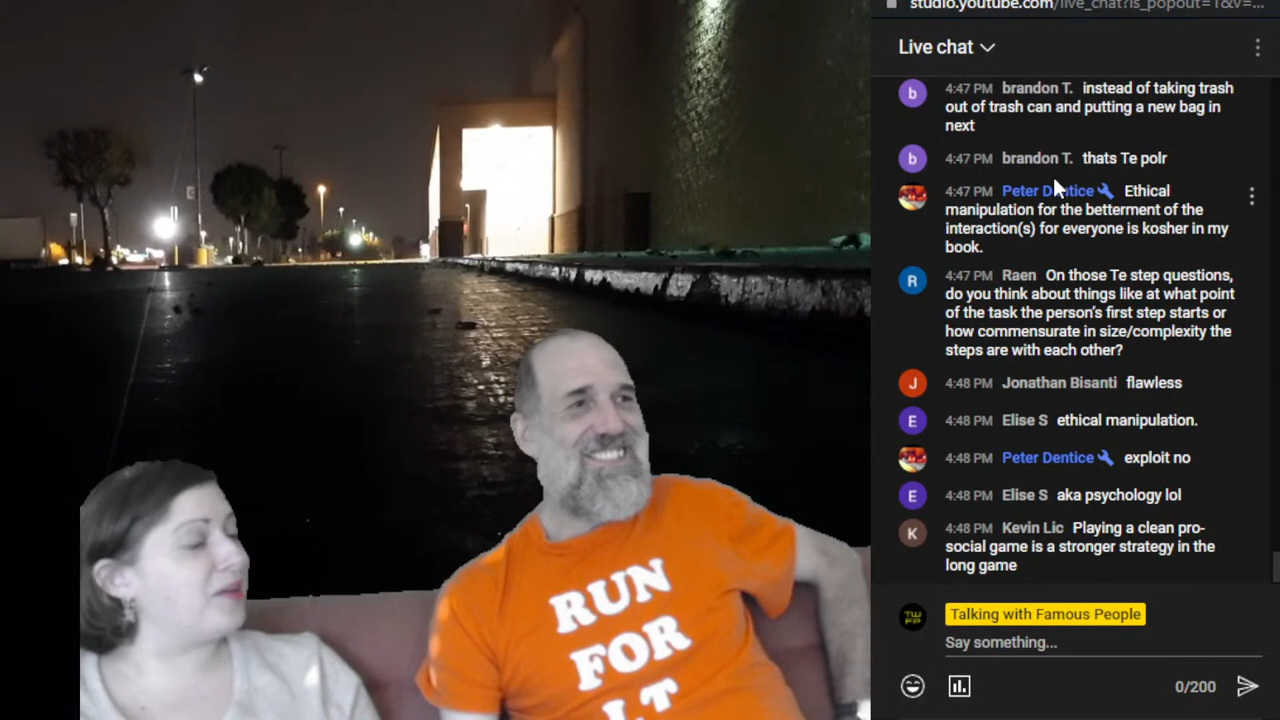 studio.youtube.com/live_chat?is_popout=1&v=...
Live chat
4:47 PM brandon T. instead of taking trash
out of trash can and putting a new bag in
next
4:47 PM brandon T. thats Te polr
4:47 PM Peter Dentice Ethical
manipulation for the betterment of the
interaction(s) for everyone is kosher in my
book.
4:47 PM Raen On those Te step questions,
do you think about things like at what point
of the task the person's first step starts or
how commensurate in size/complexity the
steps are with each other?
4:48 PM Jonathan Bisanti flawless
4:48 PM Elise S ethical manipulation.
4:48 PM Peter Dentice exploit no
4:48 PM Elise S aka psychology lol
4:48 PM Kevin Lic Playing a clean pro-
social game is a stronger strategy in the
long game
Talking with Famous People
Say something...
0/200
b
b
R
J
E
E
K
TW
FP
RUN
FOR